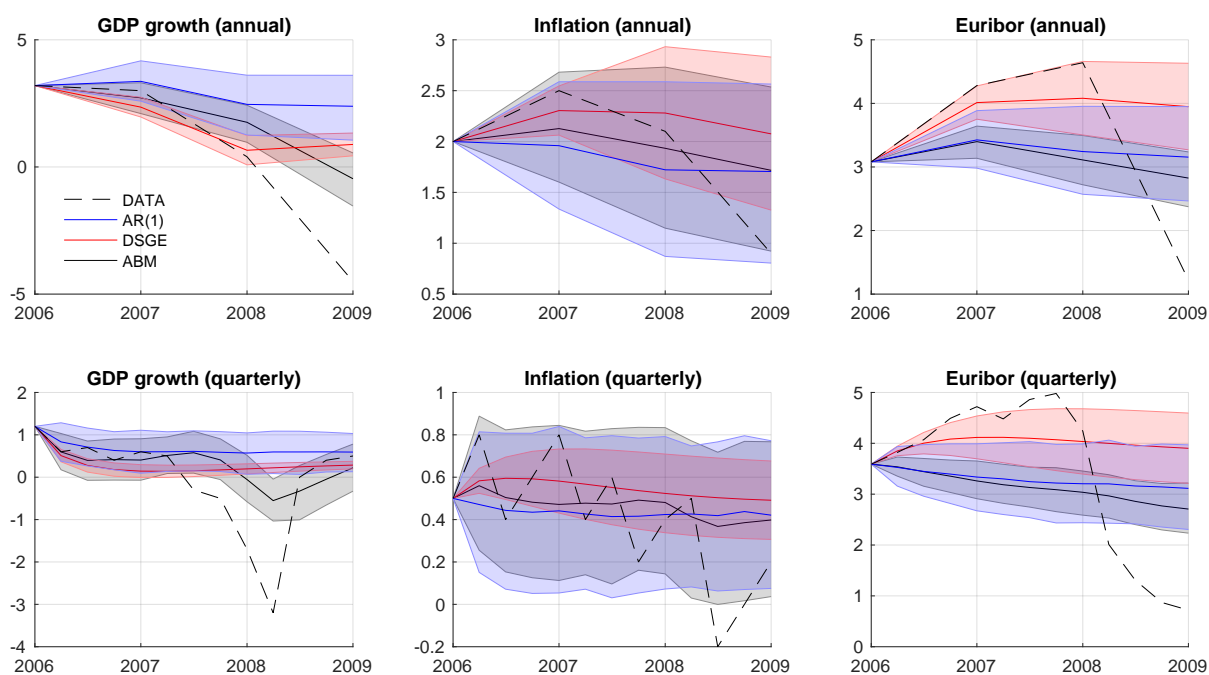 GDP growth (annual)
5
0
-5
2006 2007 2008 2009
DATA
AR(1)
DSGE
ABM
Inflation (annual)
3
2.5
2
1.5
1
0.5
2006 2007 2008 2009
Euribor (annual)
5
4
3
2
1
2006 2007 2008 2009
GDP growth (quarterly)
2
1
0
-1
-2
-3
-4
2006 2007 2008 2009
Inflation (quarterly)
1
0.8
0.6
0.4
0.2
0
-0.2
2006 2007 2008 2009
Euribor (quarterly)
5
4
3
2
1
0
2006 2007 2008 2009